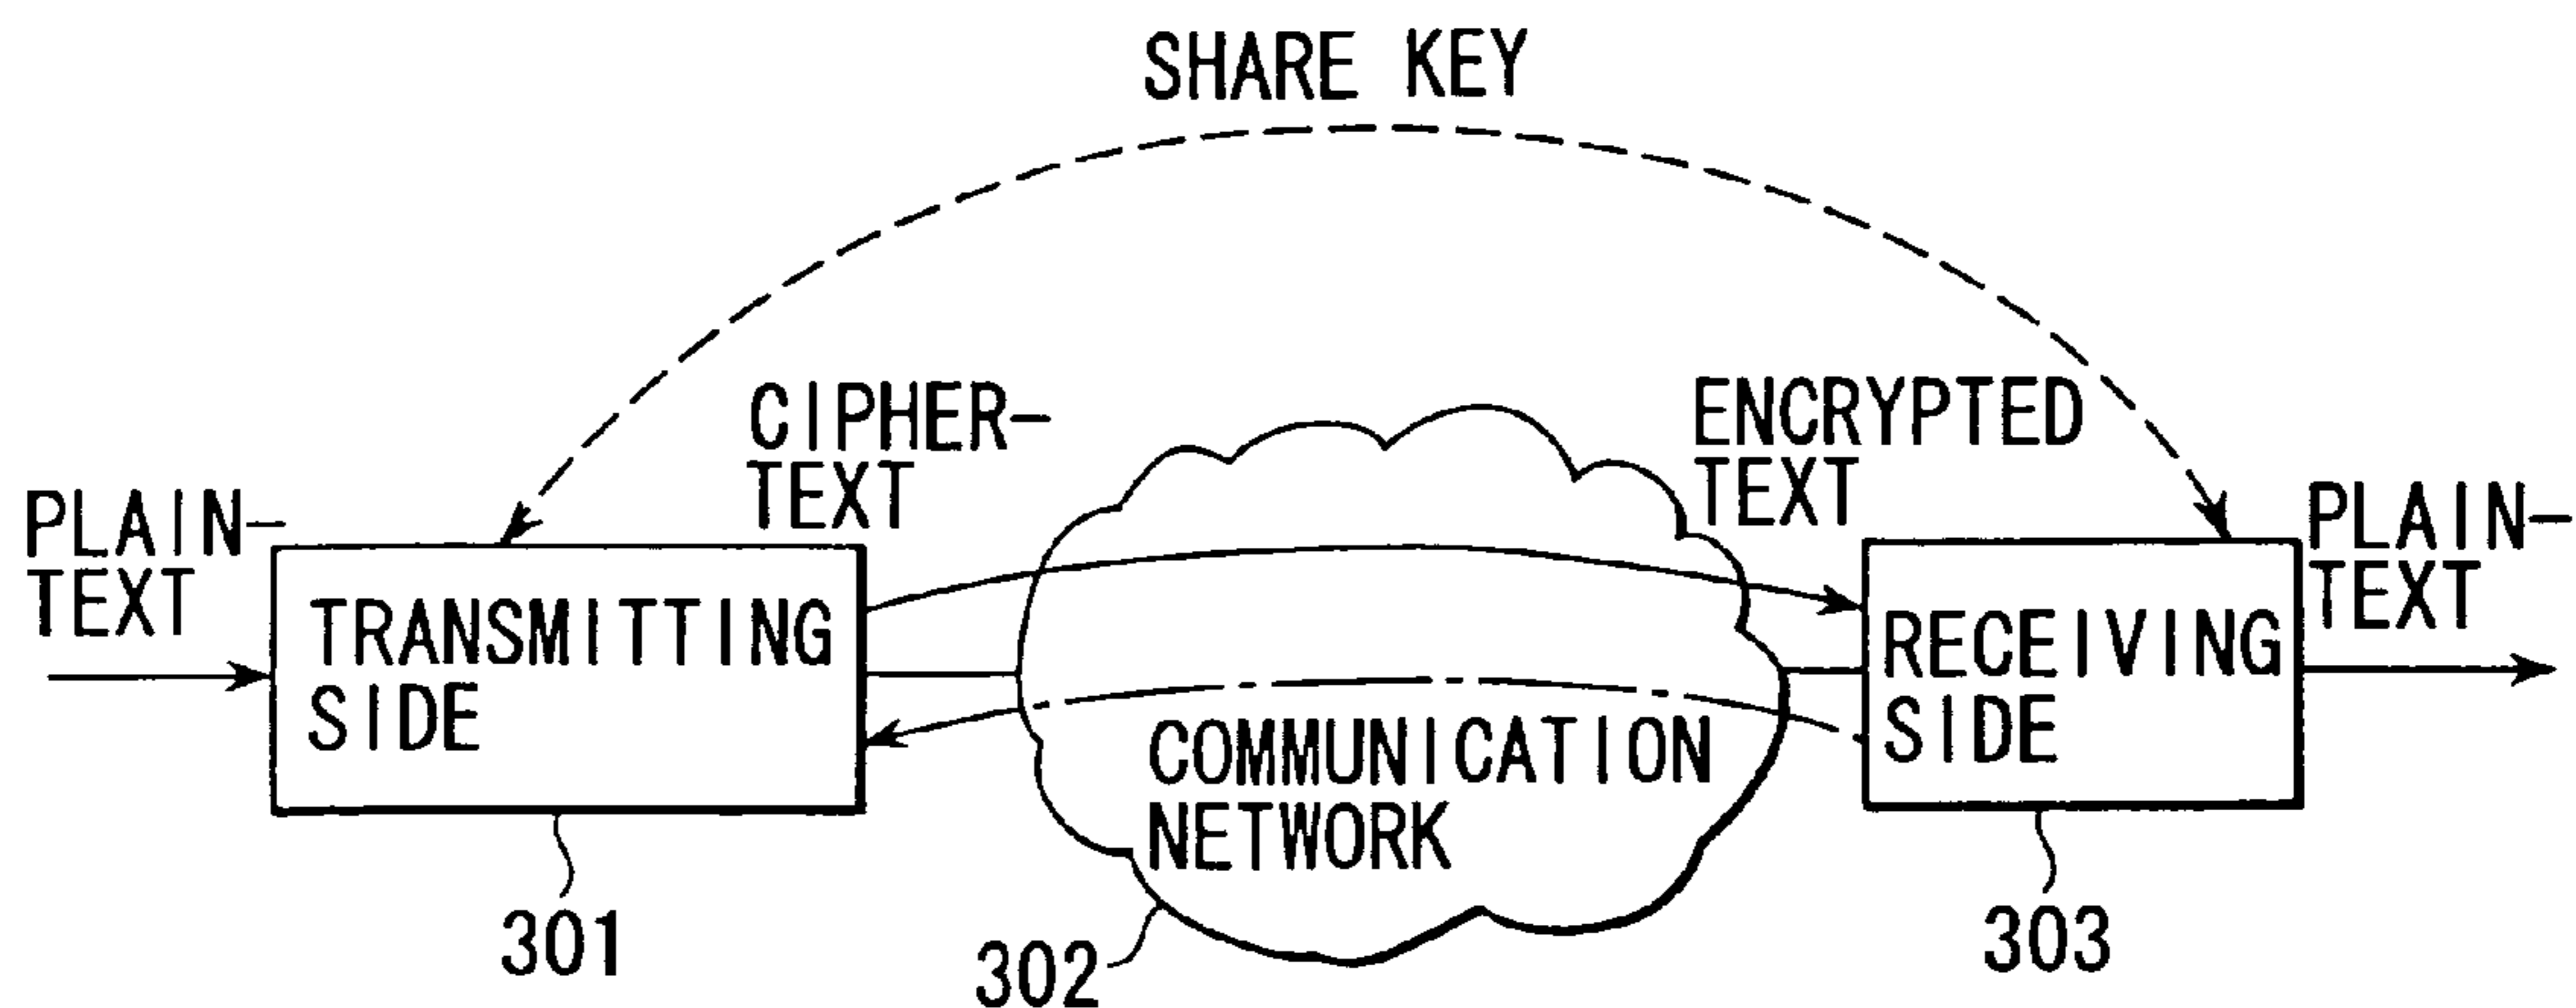 SHARE KEY
CIPHER-
TEXT
ENCRYPTED
TEXT
PLAIN-
TEXT
PLAIN-
TEXT
TRANSMITTING
SIDE
RECEIVING
SIDE
COMMUNICATION
NETWORK
301
302
303